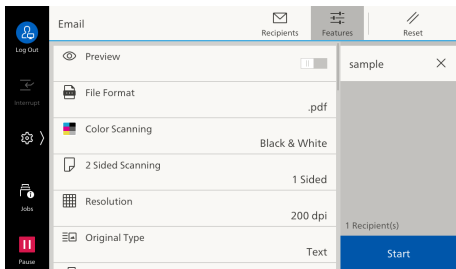 Log Out
Interrupt
Jobs
Pause
Email
Recipients
Features
Reset
Preview
File Format
.pdf
Color Scanning
Black & White
2 Sided Scanning
1 Sided
Resolution
200 dpi
Original Type
Text
sample
1 Recipient(s)
Start